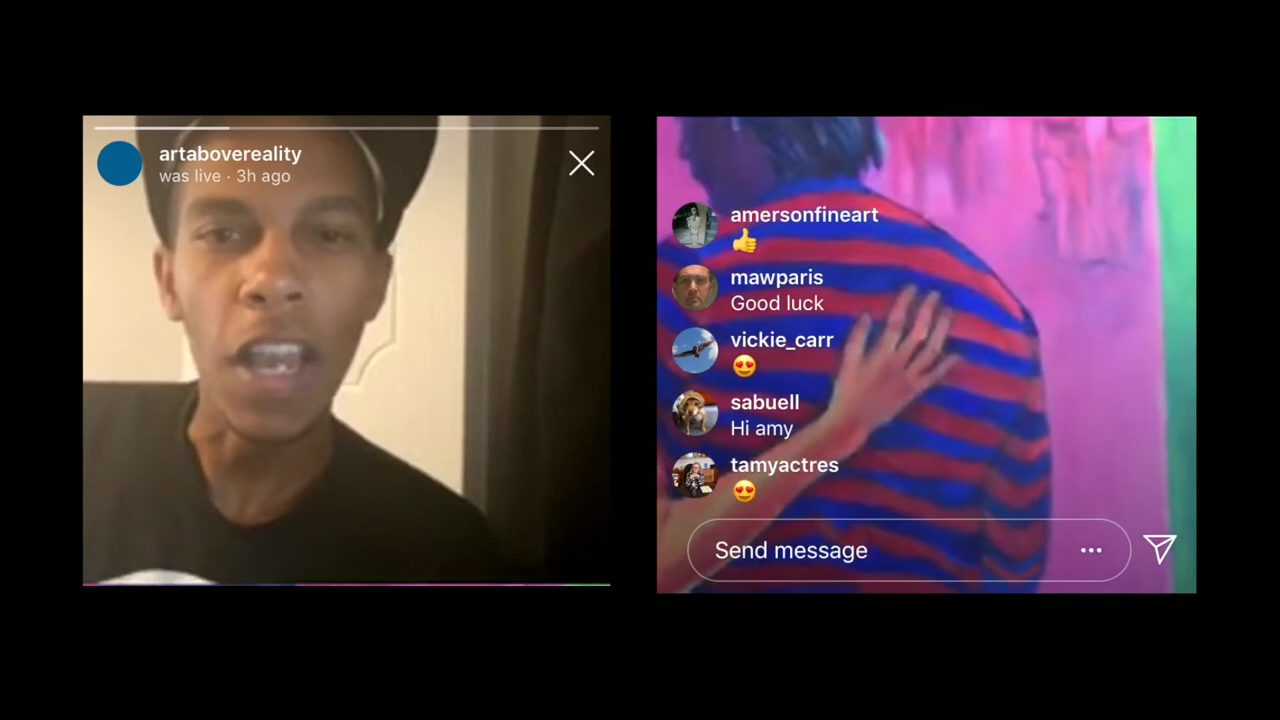 artabovereality
was live · 3h ago
amersonfineart
👍
mawparis
Good luck
vickie_carr
😍
sabuell
Hi amy
tamyactres
😍
Send message